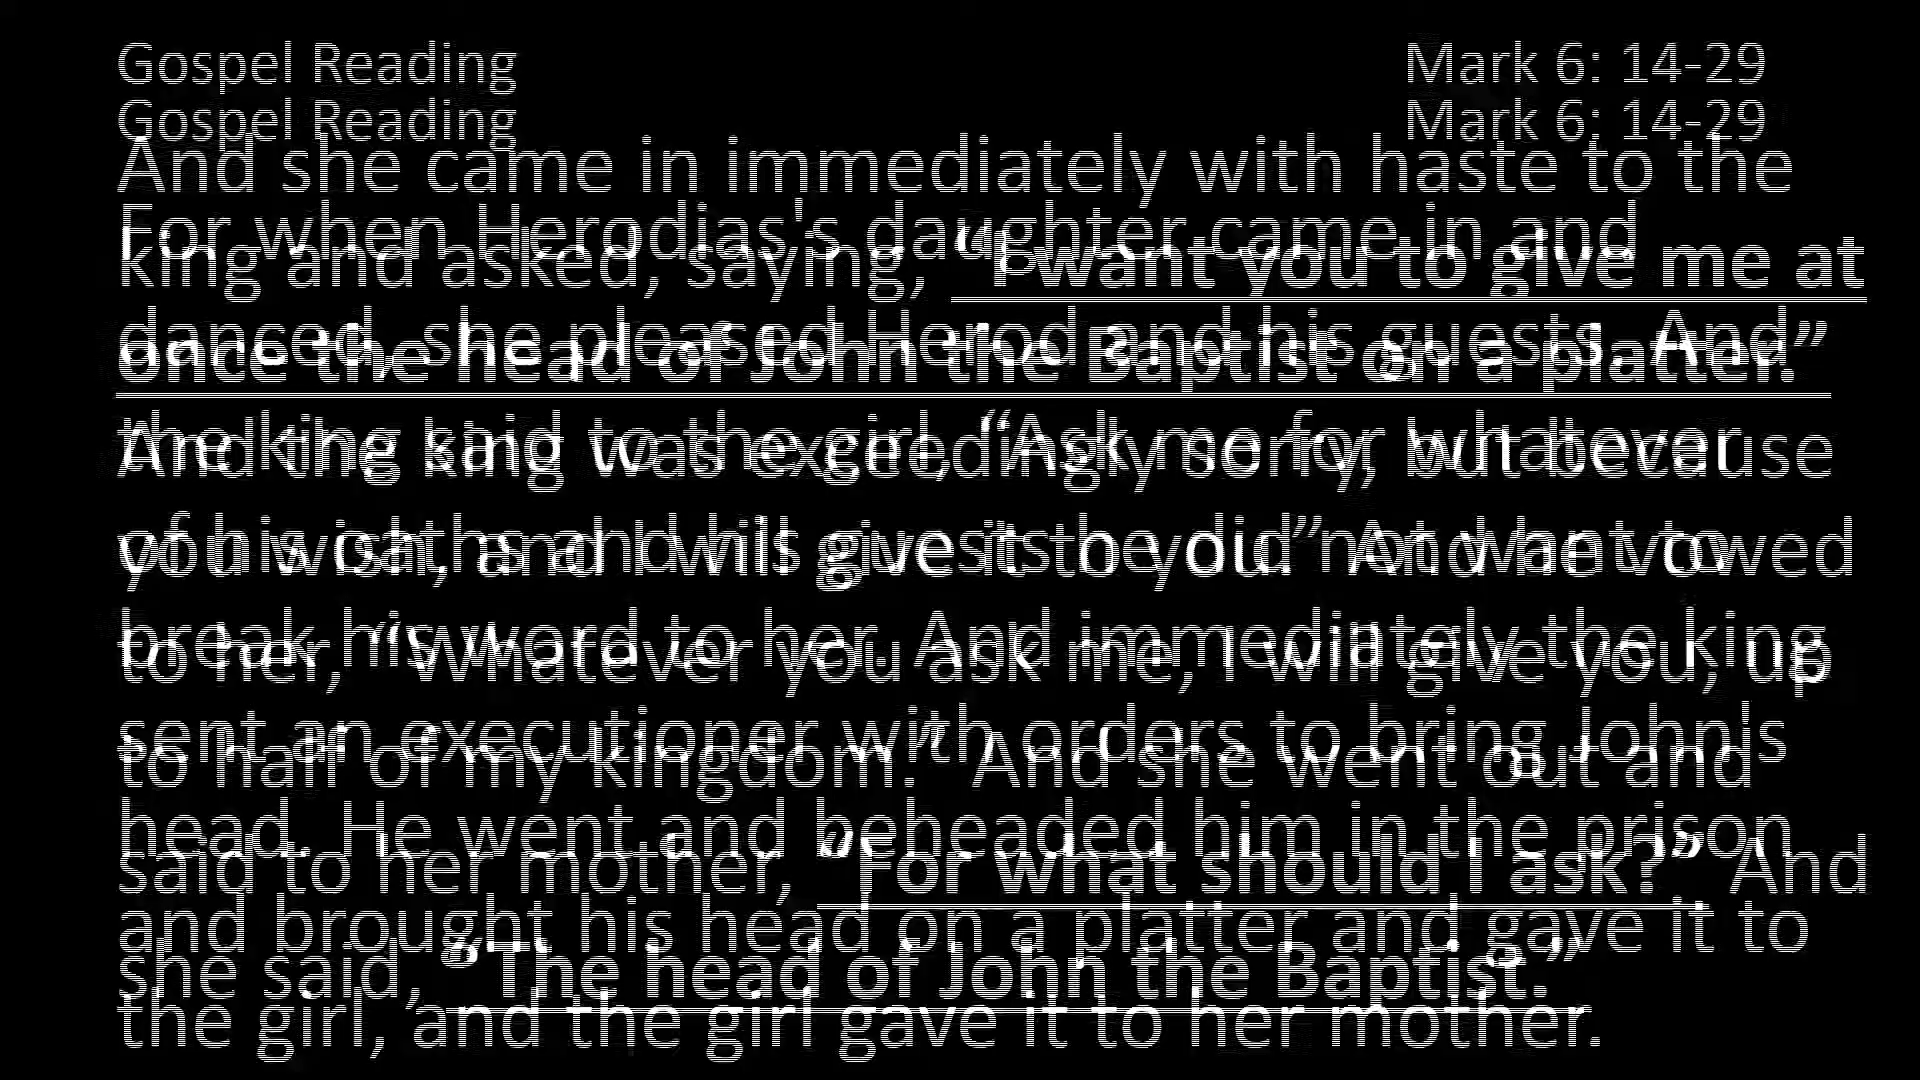 Gospel Reading Mark 6: 14-29
Gospel Reading Mark 6: 14-29
And she came in immediately with haste to the
For when Herodias's daughter came in and
king and asked, saying, “I want you to give me at
danced, she pleased Herod and his guests. And
once the head of John the Baptist on a platter.”
the king said to the girl, “Ask me for whatever
And the king was exceedingly sorry, but because
of his oaths and his guests he did not want to
you wish, and I will give it to you.” And he vowed
break his word to her. And immediately the king
to her, “Whatever you ask me, I will give you, up
sent an executioner with orders to bring John's
to half of my kingdom.” And she went out and
head. He went and beheaded him in the prison
said to her mother, “For what should I ask?” And
and brought his head on a platter and gave it to
she said, “The head of John the Baptist.”
the girl, and the girl gave it to her mother.